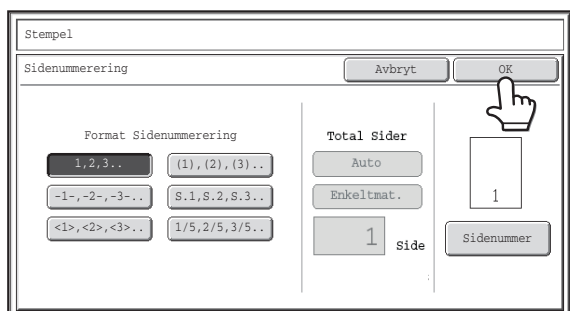 Stempel
Sidenummerering
Avbryt
OK
Format Sidenummerering
1,2,3..
(1),(2),(3)..
-1-,-2-,-3-..
S.1,S.2,S.3..
<1>,<2>,<3>..
1/5,2/5,3/5..
Total Sider
Auto
Enkeltmat.
1 Side
1
Sidenummer